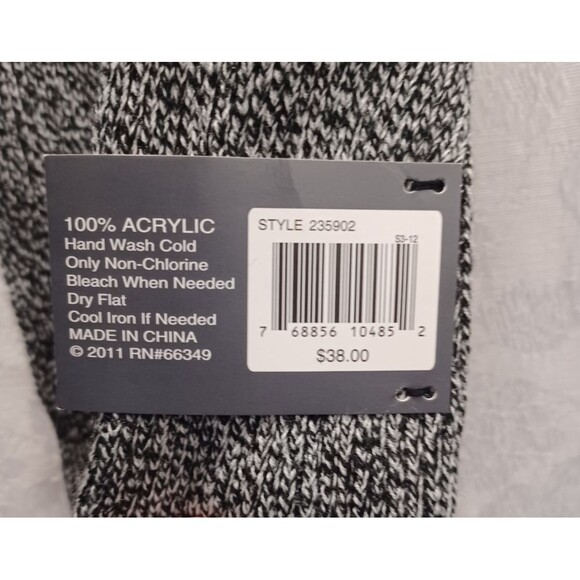 100% ACRYLIC
Hand Wash Cold
Only Non-Chlorine
Bleach When Needed
Dry Flat
Cool Iron If Needed
MADE IN CHINA
© 2011 RN#66349
STYLE 235902
S3-12
7 68856 10485 2
$38.00